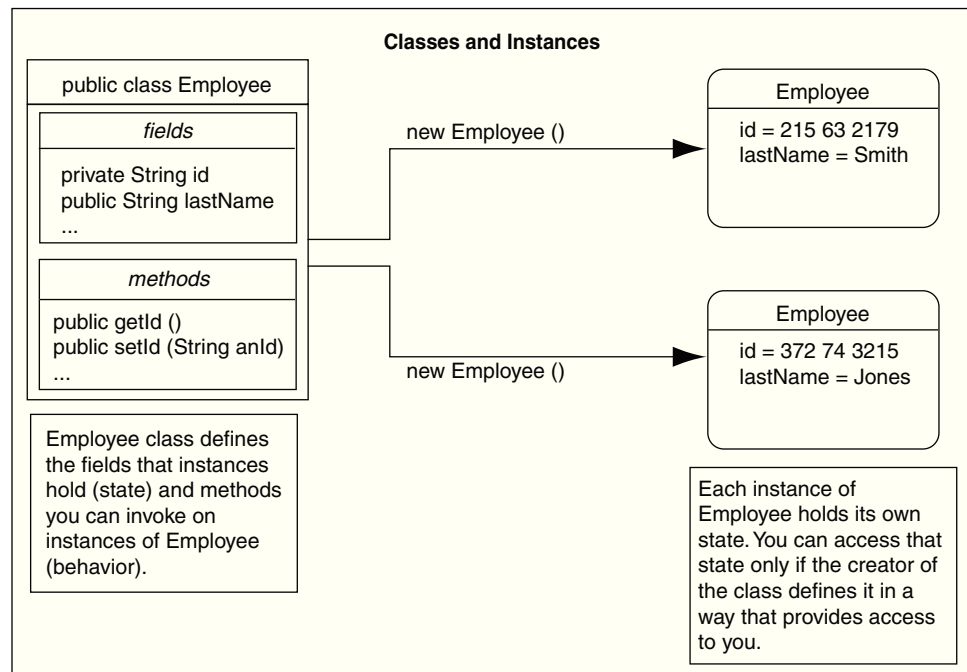 Classes and Instances
public class Employee
fields
private String id
public String lastName
...
methods
public getId ()
public setId (String anId)
...
Employee class defines
the fields that instances
hold (state) and methods
you can invoke on
instances of Employee
(behavior).
new Employee ()
new Employee ()
Employee
id = 215 63 2179
lastName = Smith
Employee
id = 372 74 3215
lastName = Jones
Each instance of
Employee holds its own
state. You can access that
state only if the creator of
the class defines it in a
way that provides access
to you.